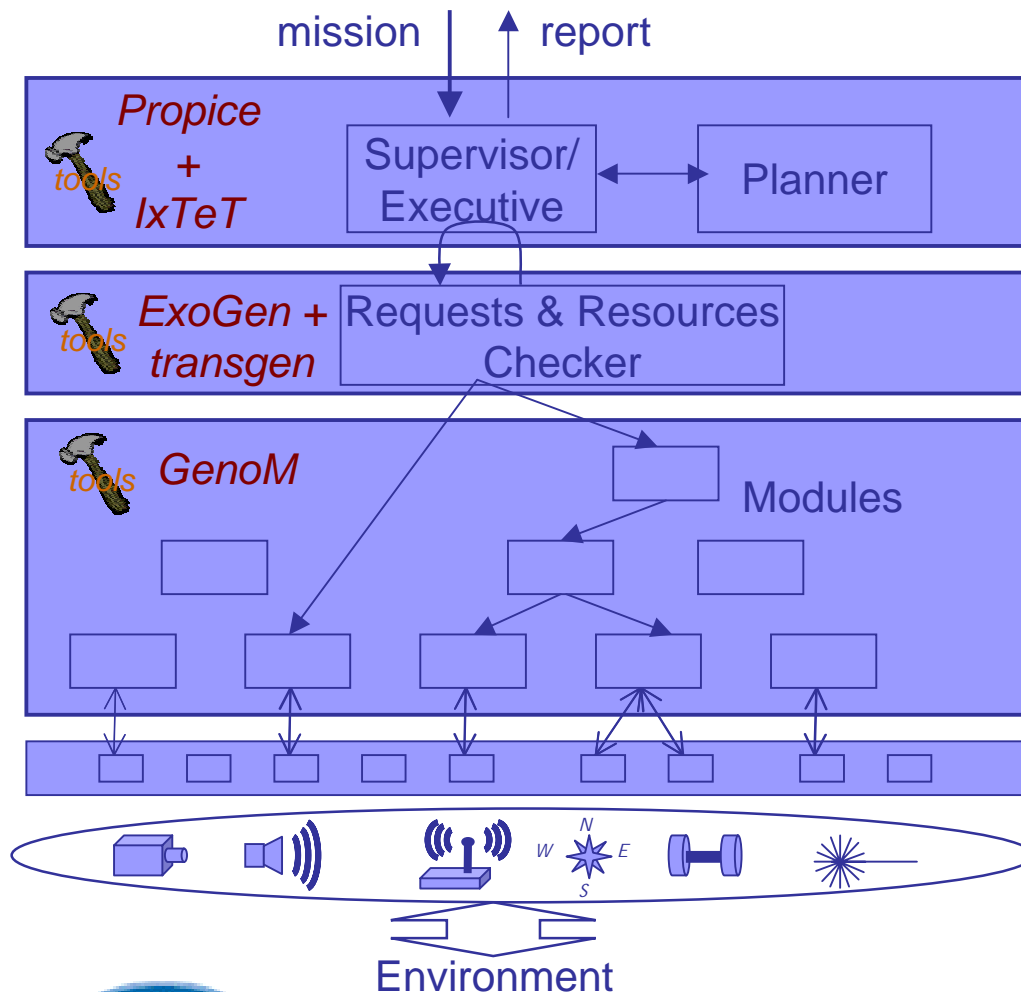 mission
report
Propice
+
IxTeT
tools
Supervisor/
Executive
Planner
ExoGen +
transgen
tools
Requests & Resources
Checker
GenoM
tools
Modules
N
W
E
S
Environment